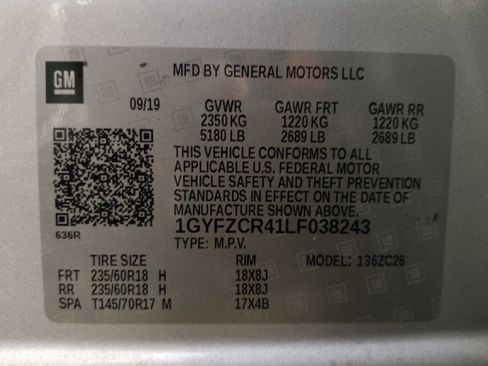 GM
MFD BY GENERAL MOTORS LLC
09/19 GVWR GAWR FRT GAWR RR
2350 KG 1220 KG 1220 KG
5180 LB 2689 LB 2689 LB
THIS VEHICLE CONFORMS TO ALL
APPLICABLE U.S. FEDERAL MOTOR
VEHICLE SAFETY AND THEFT PREVENTION
STANDARDS IN EFFECT ON THE DATE OF
MANUFACTURE SHOWN ABOVE.
1GYFZCR41LF038243
636R
TYPE: M.P.V.
TIRE SIZE RIM MODEL: 136ZC26
FRT 235/60R18 H 18X8J
RR 235/60R18 H 18X8J
SPA T145/70R17 M 17X4B